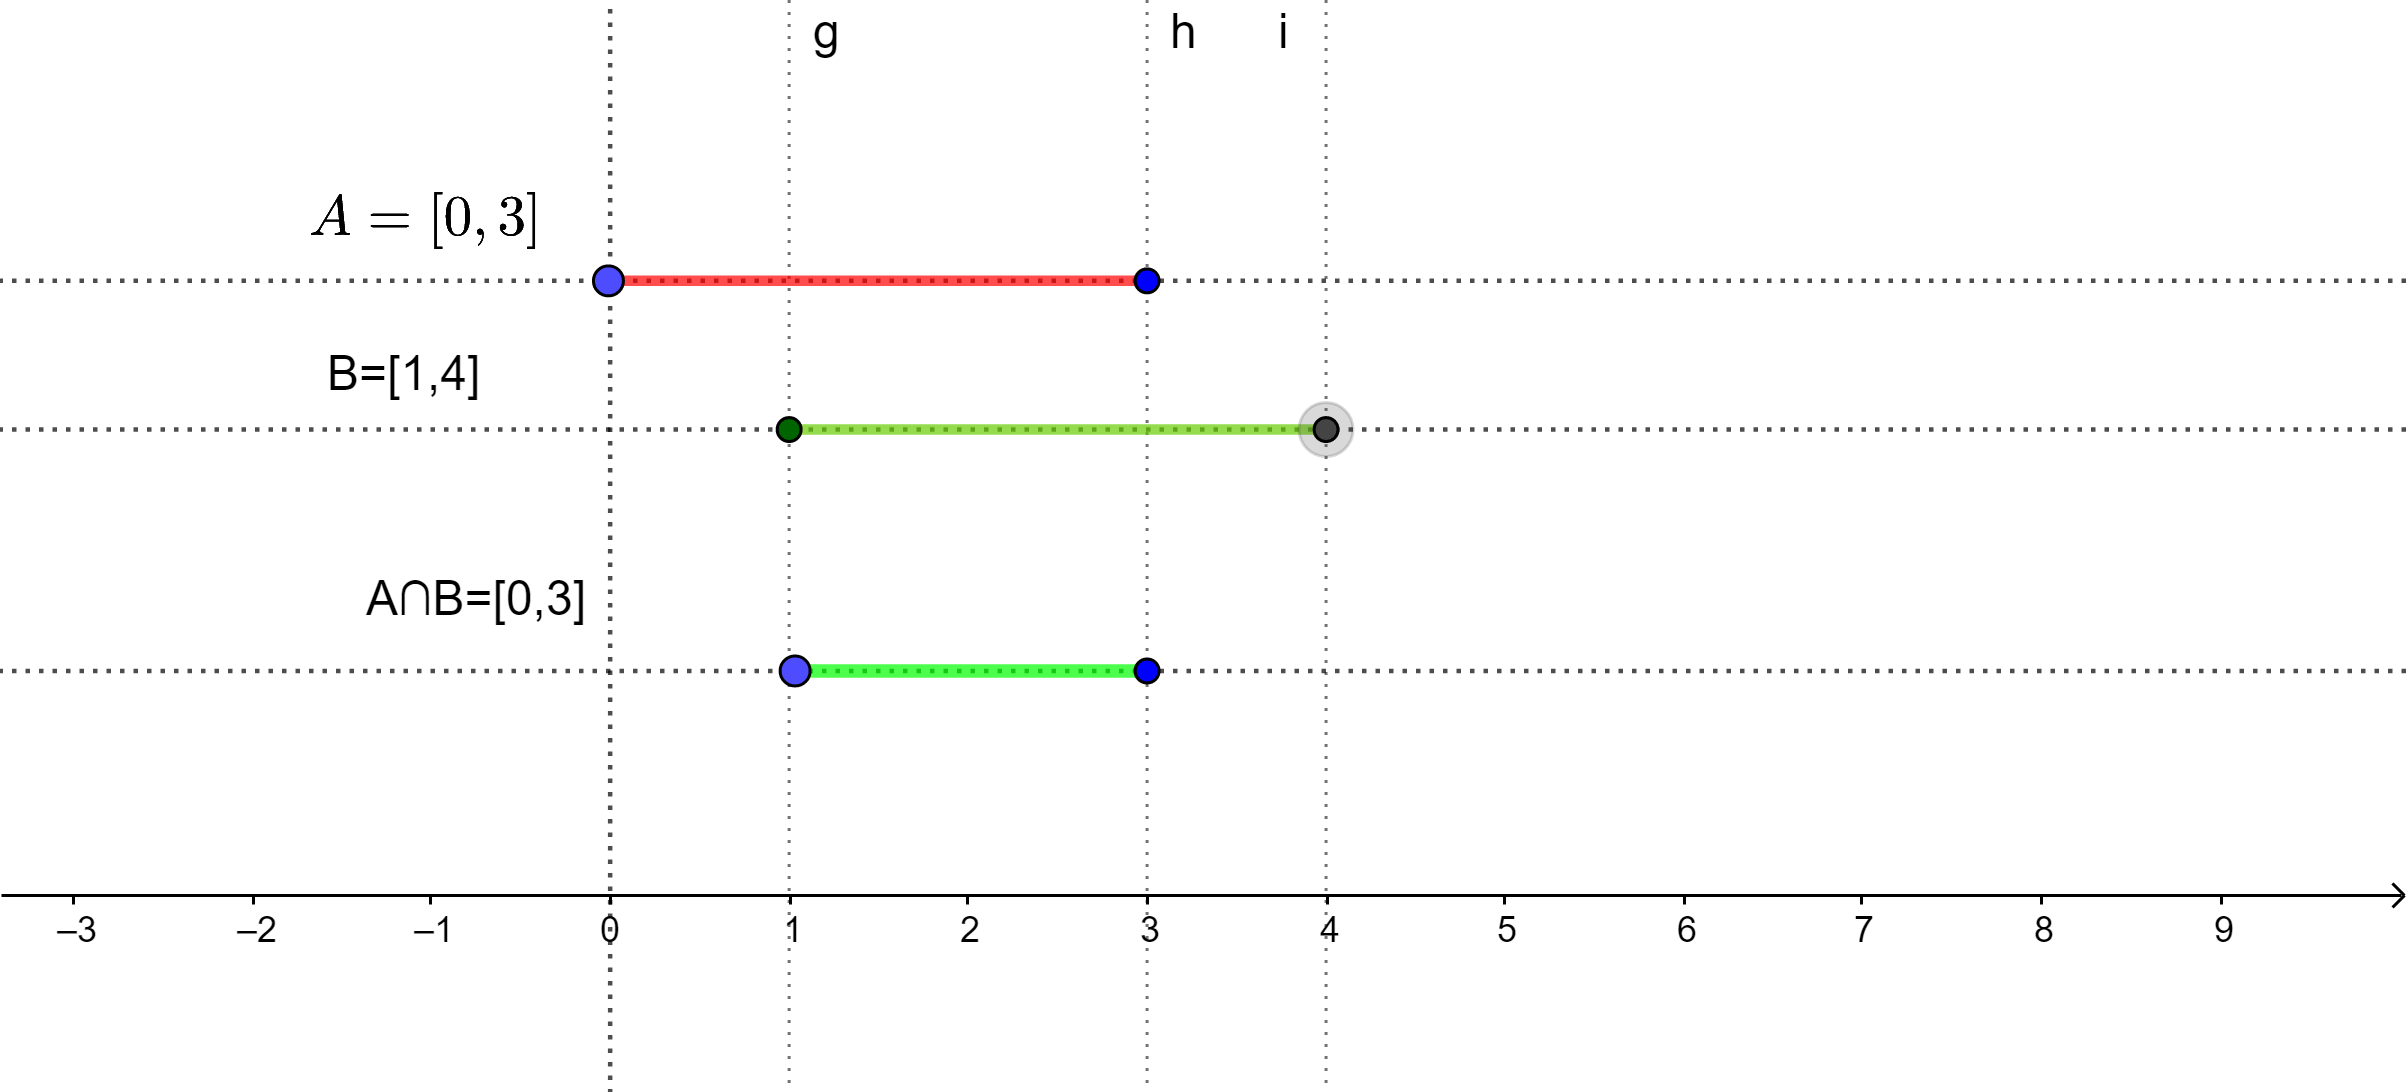 g h i
A = [0, 3]
B=[1,4]
A∩B=[0,3]
–3 –2 –1 0 1 2 3 4 5 6 7 8 9